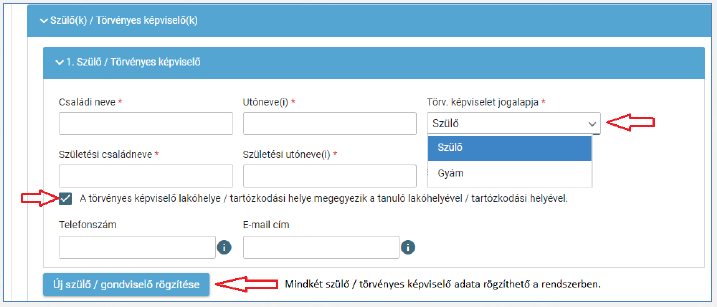 Szülő(k) / Törvényes képviselő(k)
1. Szülő / Törvényes képviselő
Családi neve * Utóneve(i) * Törv. képviselet jogalapja *
Szülő
Születési családneve * Születési utóneve(i) *
Szülő
Gyám
A törvényes képviselő lakóhelye / tartózkodási helye megegyezik a tanuló lakóhelyével / tartózkodási helyével.
Telefonszám E-mail cím
Új szülő / gondviselő rögzítése Mindkét szülő / törvényes képviselő adata rögzíthető a rendszerben.